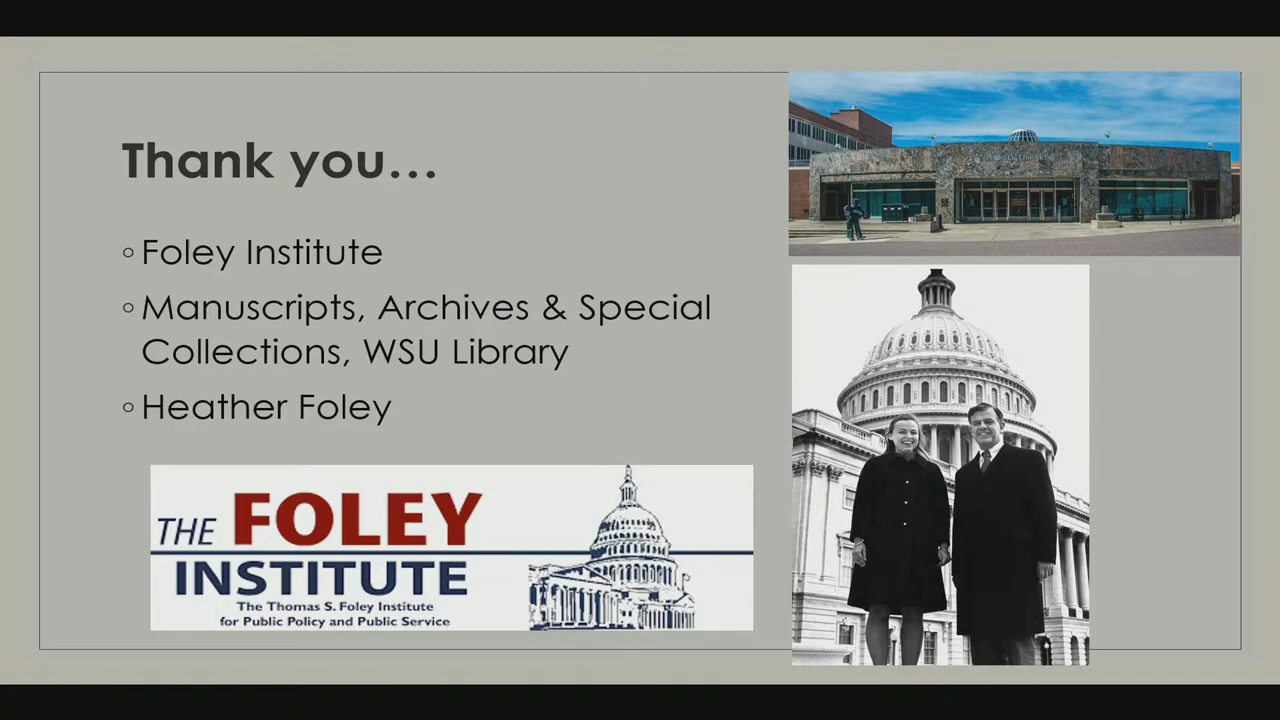 Thank you...
◦ Foley Institute
◦ Manuscripts, Archives & Special
Collections, WSU Library
◦ Heather Foley
THE FOLEY
INSTITUTE
The Thomas S. Foley Institute
for Public Policy and Public Service